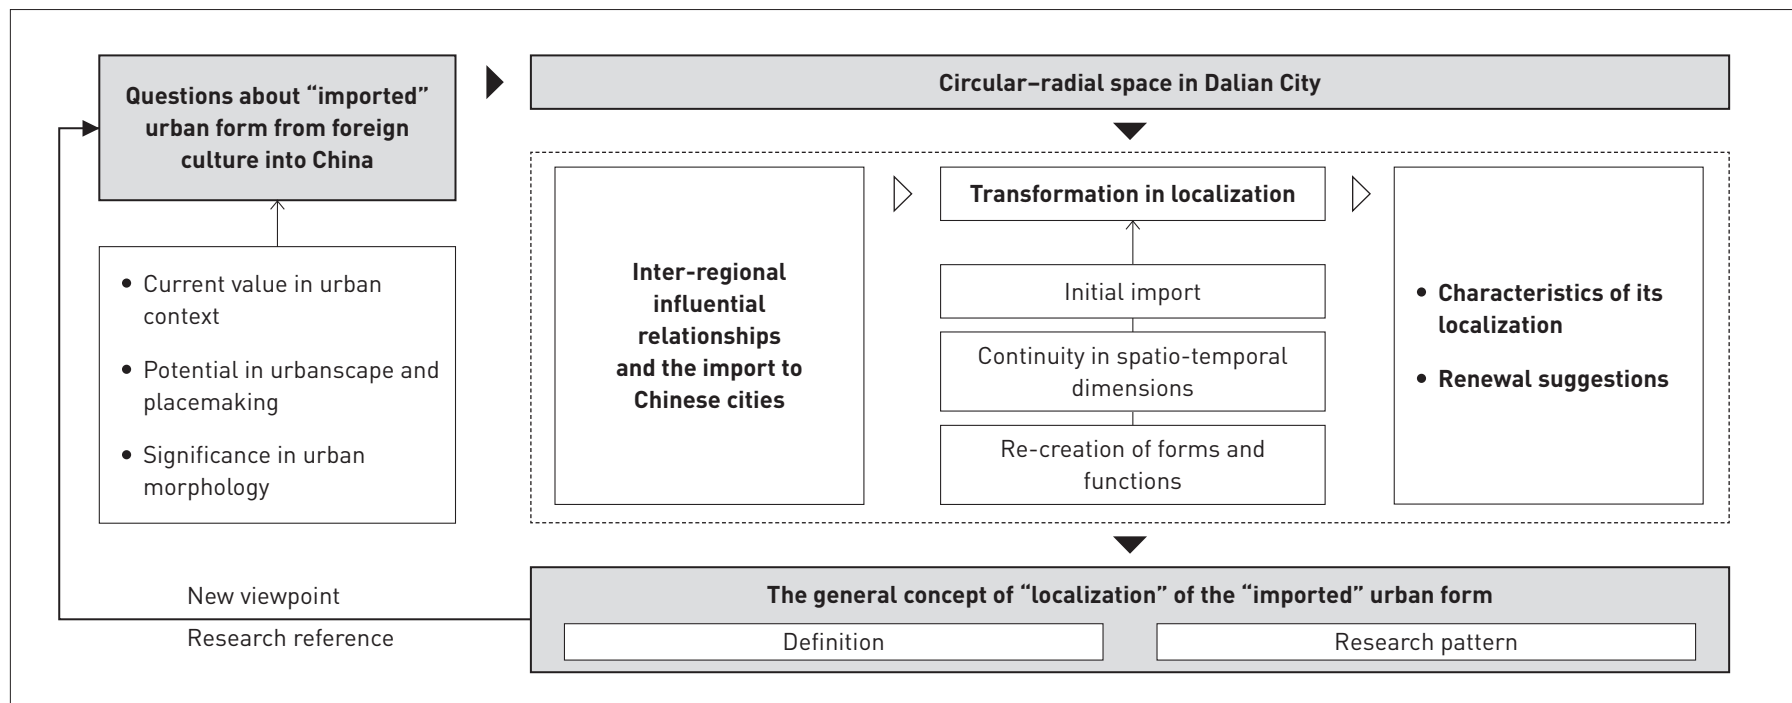 Questions about “imported”
urban form from foreign
culture into China
• Current value in urban
context
• Potential in urbanscape and
placemaking
• Significance in urban
morphology
Circular–radial space in Dalian City
Inter-regional
influential
relationships
and the import to
Chinese cities
Transformation in localization
Initial import
Continuity in spatio-temporal
dimensions
Re-creation of forms and
functions
• Characteristics of its
localization
• Renewal suggestions
The general concept of “localization” of the “imported” urban form
Definition
Research pattern
New viewpoint
Research reference